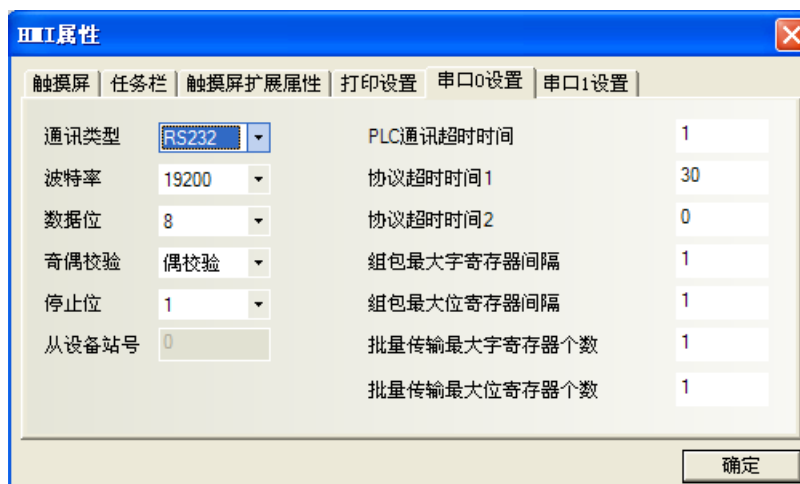 HMI属性
触摸屏 任务栏 触摸屏扩展属性 打印设置 串口0设置 串口1设置
通讯类型 RS232 PLC通讯超时时间 1
波特率 19200 协议超时时间1 30
数据位 8 协议超时时间2 0
奇偶校验 偶校验 组包最大字寄存器间隔 1
停止位 1 组包最大位寄存器间隔 1
从设备站号 0 批量传输最大字寄存器个数 1
批量传输最大位寄存器个数 1
确定